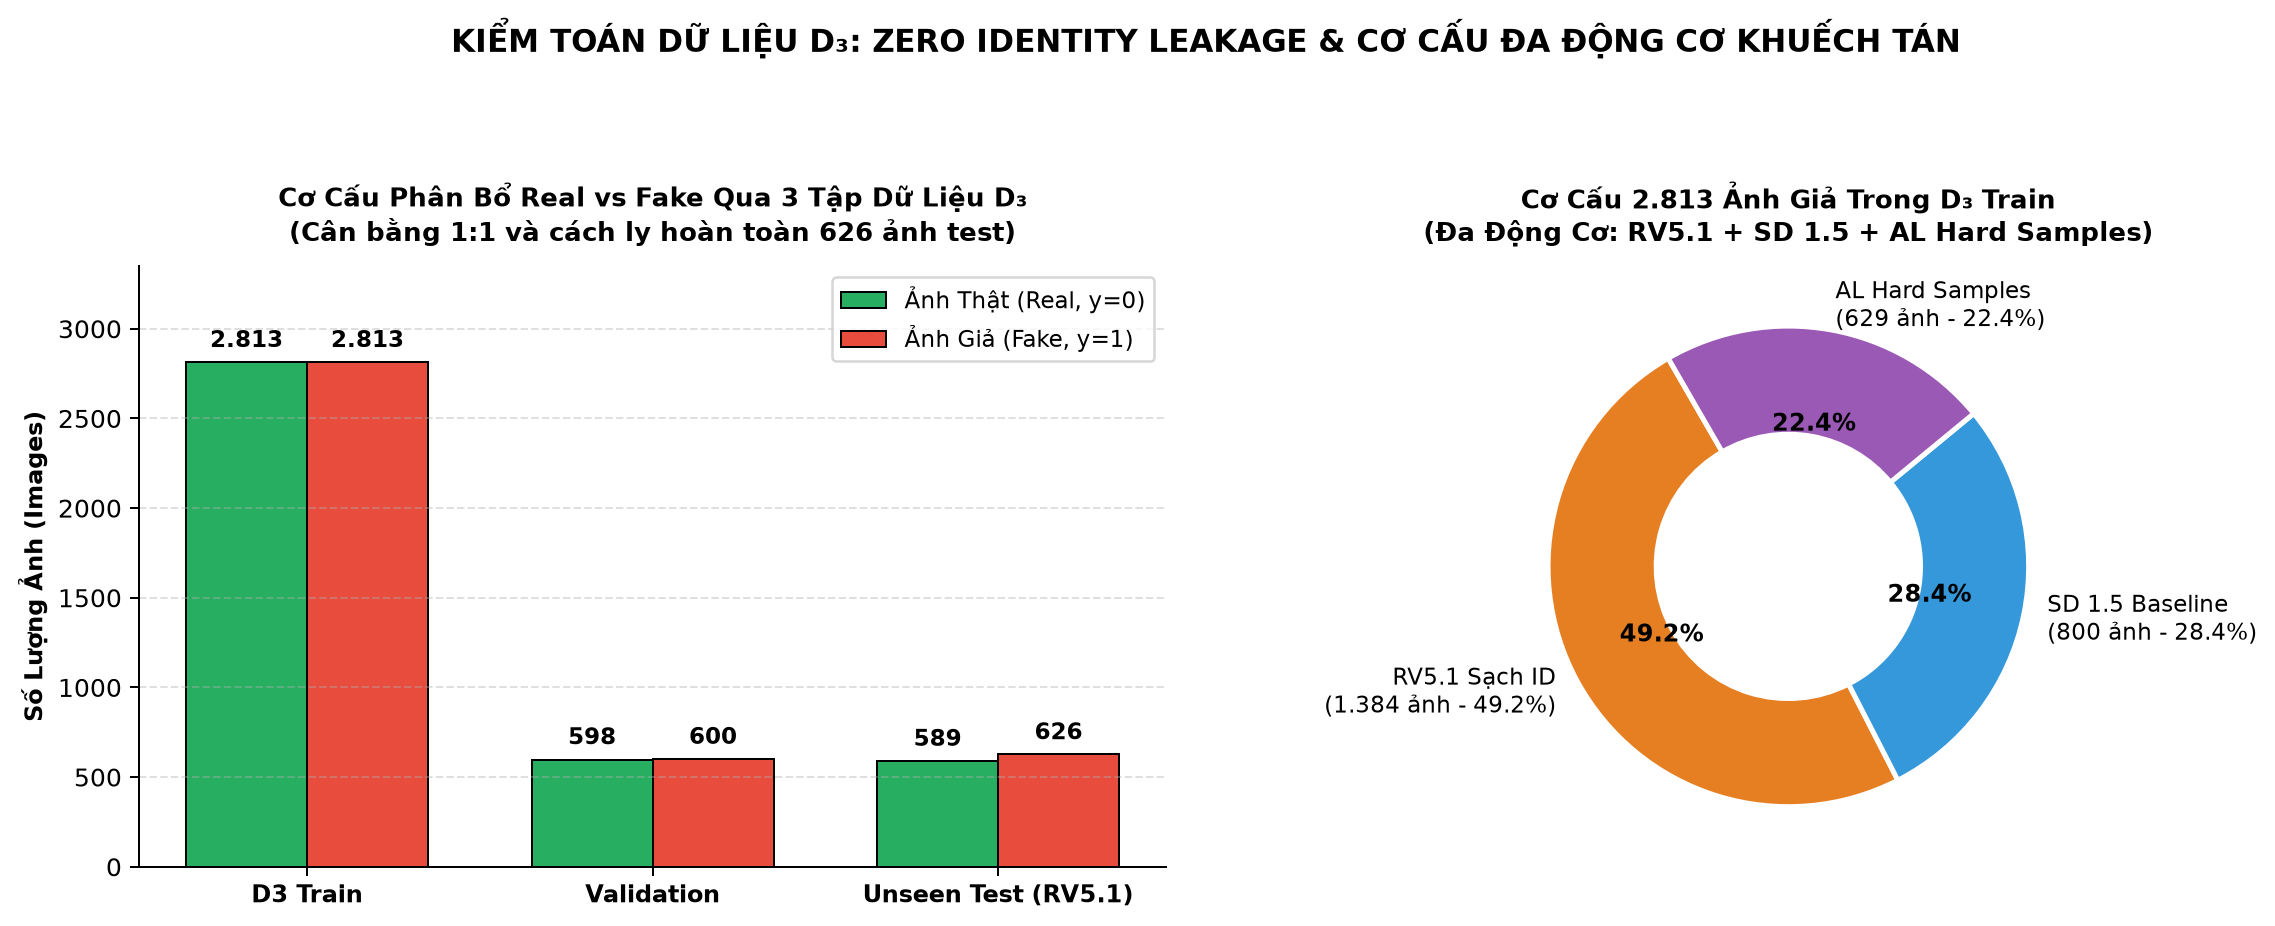 KIỂM TOÁN DỮ LIỆU D₃: ZERO IDENTITY LEAKAGE & CƠ CẤU ĐA ĐỘNG CƠ KHUẾCH TÁN
Cơ Cấu Phân Bổ Real vs Fake Qua 3 Tập Dữ Liệu D₃
(Cân bằng 1:1 và cách ly hoàn toàn 626 ảnh test)
Số Lượng Ảnh (Images)
3000
2500
2000
1500
1000
500
0
Ảnh Thật (Real, y=0)
Ảnh Giả (Fake, y=1)
2.813
2.813
598
600
589
626
D3 Train
Validation
Unseen Test (RV5.1)
Cơ Cấu 2.813 Ảnh Giả Trong D₃ Train
(Đa Động Cơ: RV5.1 + SD 1.5 + AL Hard Samples)
AL Hard Samples
(629 ảnh - 22.4%)
22.4%
28.4%
SD 1.5 Baseline
(800 ảnh - 28.4%)
49.2%
RV5.1 Sạch ID
(1.384 ảnh - 49.2%)